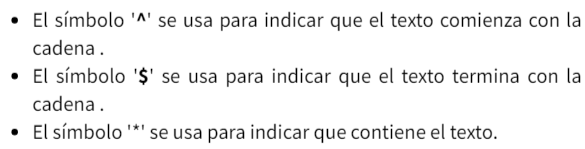 • El símbolo '^' se usa para indicar que el texto comienza con la
cadena .
• El símbolo '$' se usa para indicar que el texto termina con la
cadena .
• El símbolo '*' se usa para indicar que contiene el texto.